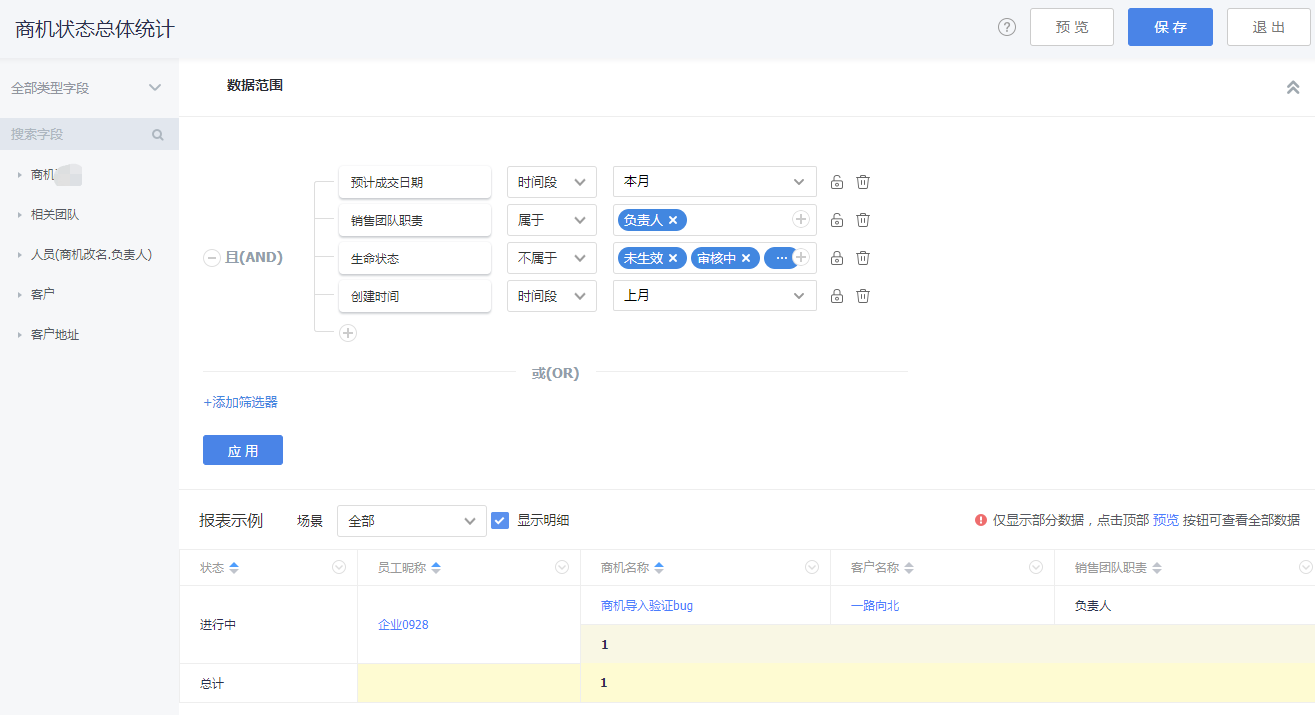 商机状态总体统计
? 预 览 保 存 退 出
全部类型字段
搜索字段
商机
相关团队
人员(商机改名.负责人)
客户
客户地址
数据范围
且(AND)
预计成交日期 时间段 本月
销售团队职责 属于 负责人 ×
生命状态 不属于 未生效 × 审核中 × ...
创建时间 时间段 上月
或(OR)
+添加筛选器
应 用
报表示例 场景 全部 显示明细 仅显示部分数据，点击顶部 预览 按钮可查看全部数据
状态 员工昵称 商机名称 客户名称 销售团队职责
进行中 企业0928 商机导入验证bug 一路向北 负责人
1
总计 1